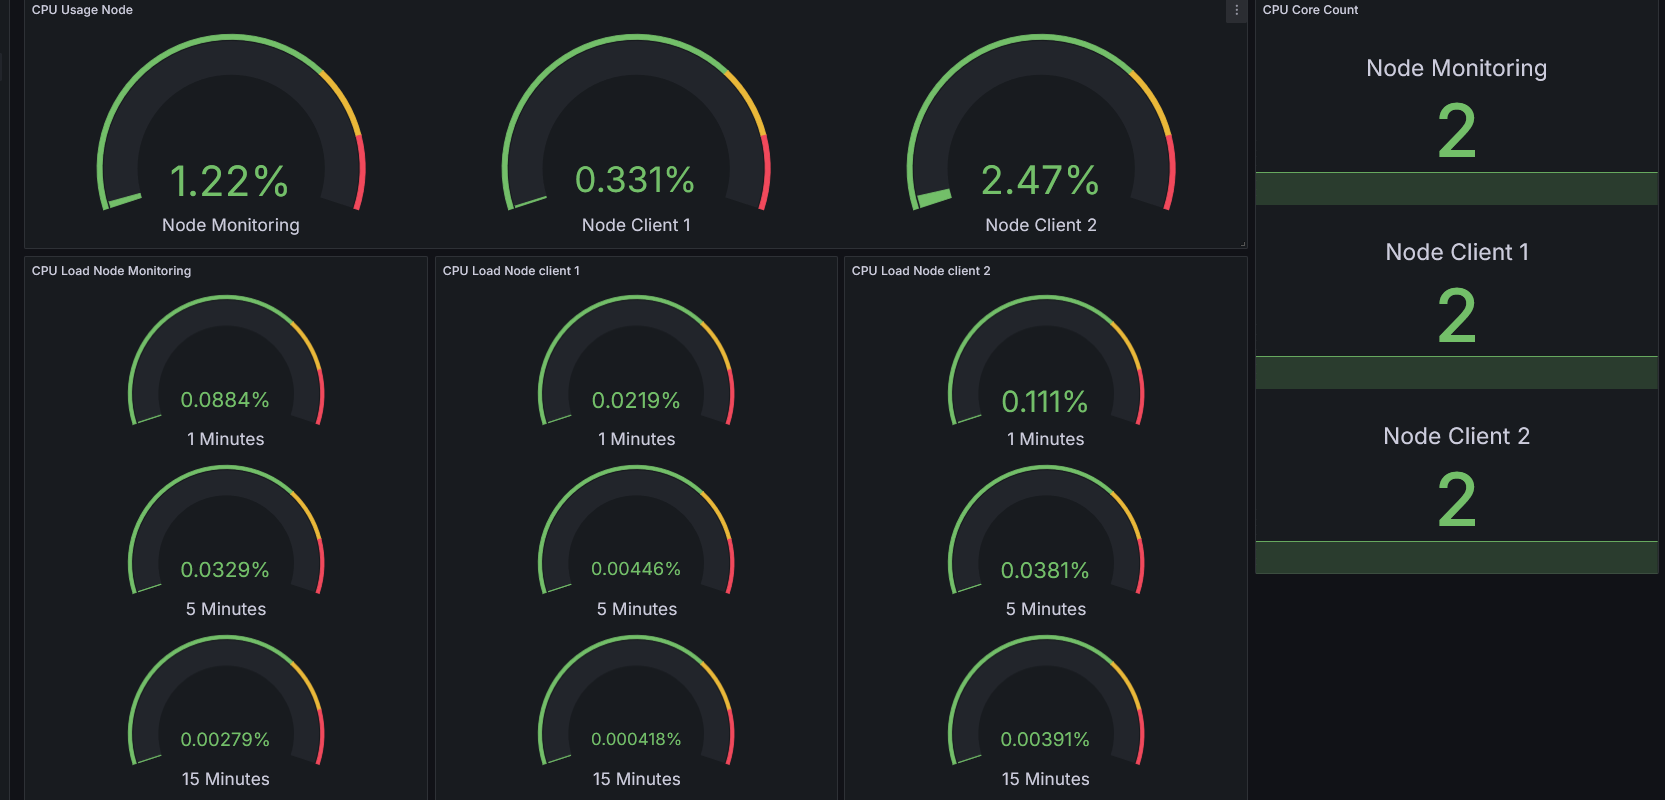 CPU Usage Node
1.22%
Node Monitoring
0.331%
Node Client 1
2.47%
Node Client 2
CPU Core Count
Node Monitoring
2
Node Client 1
2
Node Client 2
2
CPU Load Node Monitoring
0.0884%
1 Minutes
0.0329%
5 Minutes
0.00279%
15 Minutes
CPU Load Node client 1
0.0219%
1 Minutes
0.00446%
5 Minutes
0.000418%
15 Minutes
CPU Load Node client 2
0.111%
1 Minutes
0.0381%
5 Minutes
0.00391%
15 Minutes